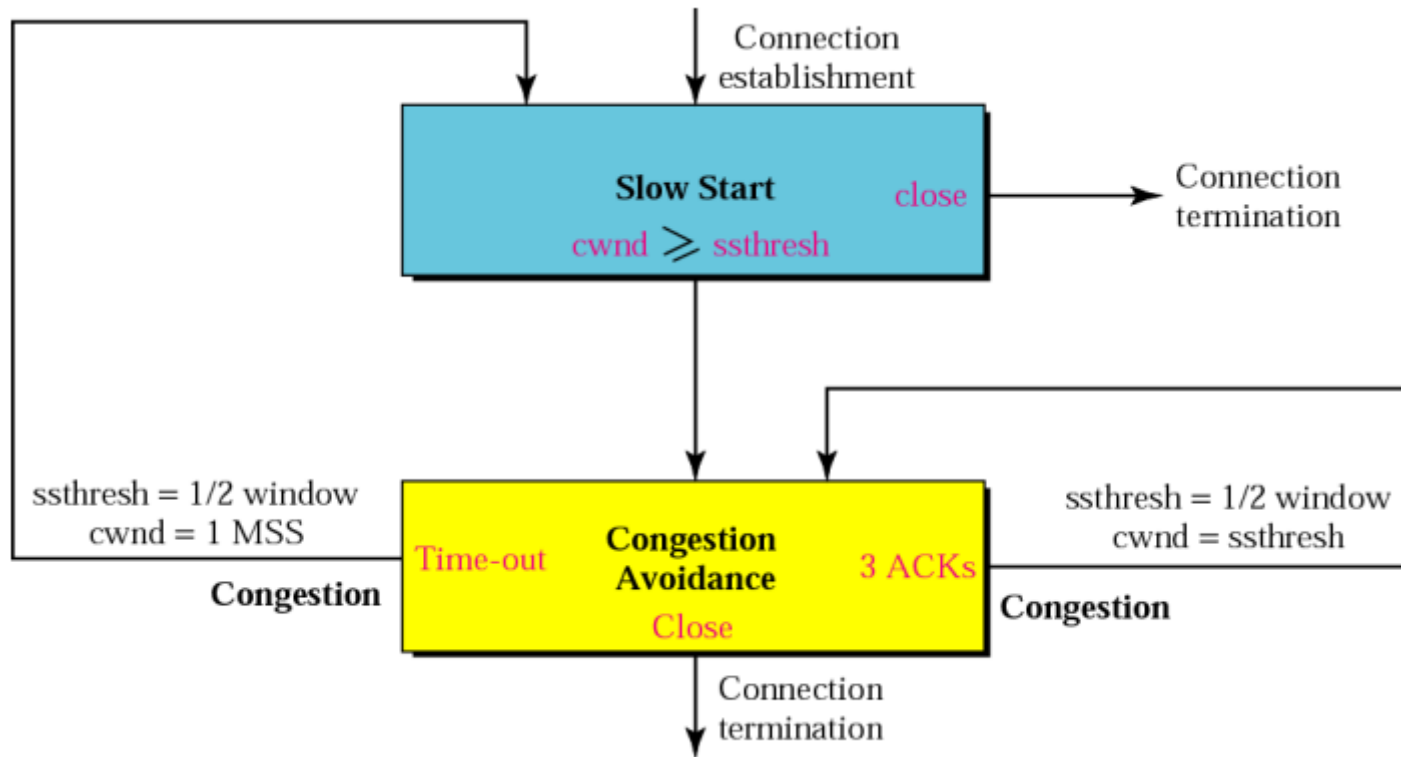 Connection
establishment
Slow Start
close
Connection
termination
cwnd ⩾ ssthresh
ssthresh = 1/2 window
cwnd = 1 MSS
Congestion
Time-out
Congestion
Avoidance
3 ACKs
Close
ssthresh = 1/2 window
cwnd = ssthresh
Congestion
Connection
termination